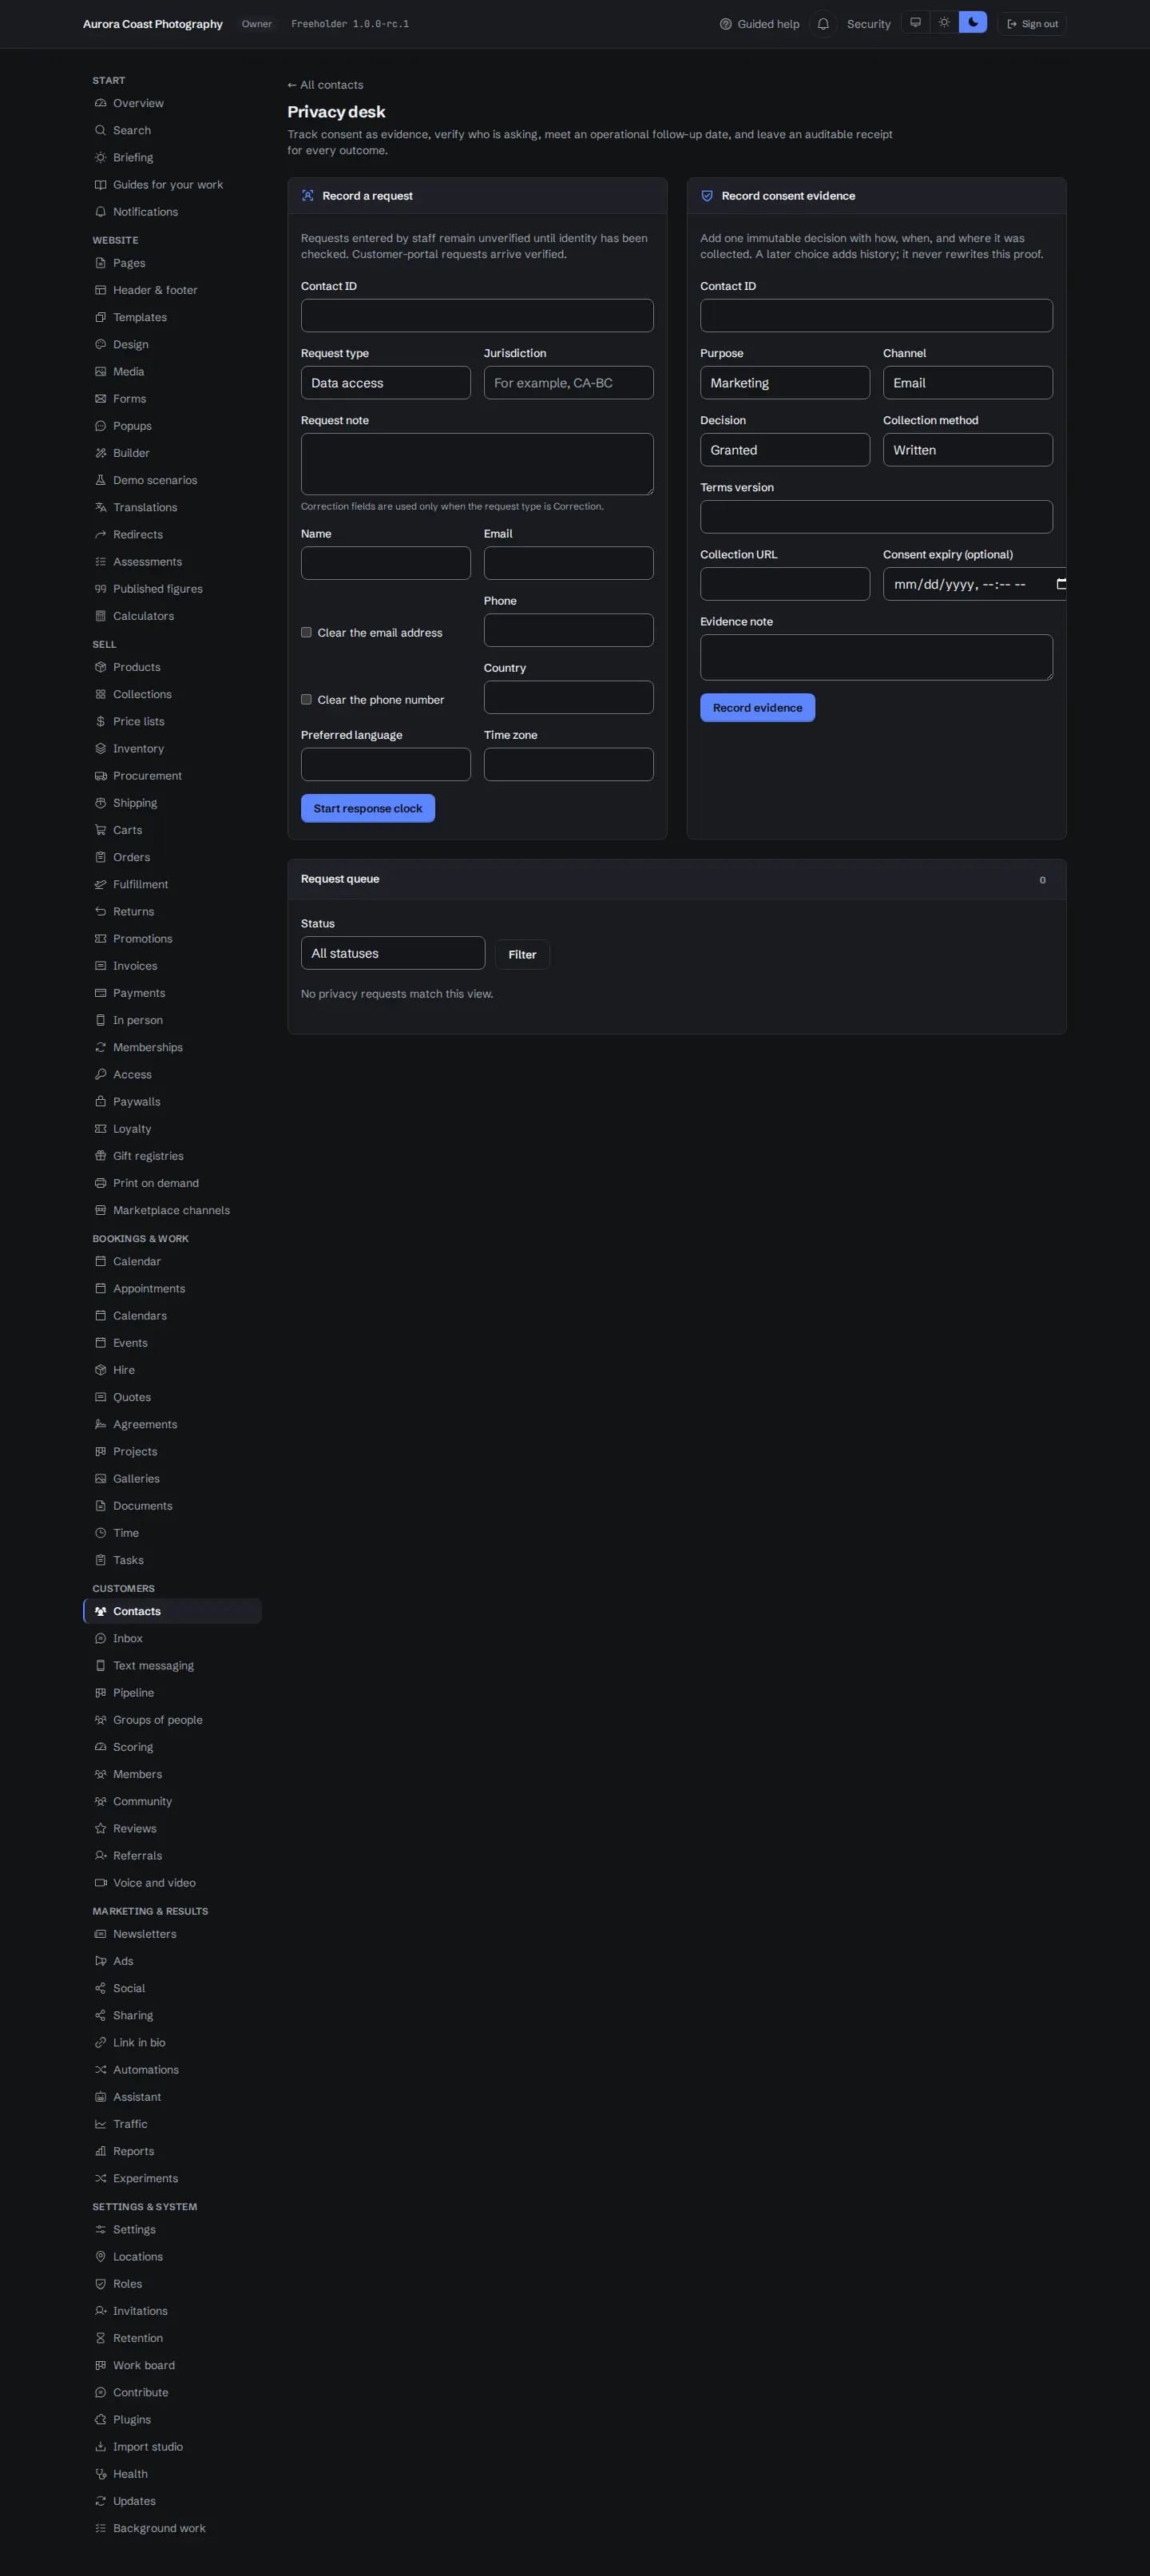 Aurora Coast Photography
Owner
Freeholder 1.0.0-rc.1
Guided help
Security
Sign out
START
Overview
Search
Briefing
Guides for your work
Notifications
WEBSITE
Pages
Header & footer
Templates
Design
Media
Forms
Popups
Builder
Demo scenarios
Translations
Redirects
Assessments
Published figures
Calculators
SELL
Products
Collections
Price lists
Inventory
Procurement
Shipping
Carts
Orders
Fulfillment
Returns
Promotions
Invoices
Payments
In person
Memberships
Access
Paywalls
Loyalty
Gift registries
Print on demand
Marketplace channels
BOOKINGS & WORK
Calendar
Appointments
Calendars
Events
Hire
Quotes
Agreements
Projects
Galleries
Documents
Time
Tasks
CUSTOMERS
Contacts
Inbox
Text messaging
Pipeline
Groups of people
Scoring
Members
Community
Reviews
Referrals
Voice and video
MARKETING & RESULTS
Newsletters
Ads
Social
Sharing
Link in bio
Automations
Assistant
Traffic
Reports
Experiments
SETTINGS & SYSTEM
Settings
Locations
Roles
Invitations
Retention
Work board
Contribute
Plugins
Import studio
Health
Updates
Background work
← All contacts
Privacy desk
Track consent as evidence, verify who is asking, meet an operational follow-up date, and leave an auditable receipt
for every outcome.
Record a request
Requests entered by staff remain unverified until identity has been
checked. Customer-portal requests arrive verified.
Contact ID
Request type
Jurisdiction
Data access
For example, CA-BC
Request note
Correction fields are used only when the request type is Correction.
Name
Email
Phone
Clear the email address
Country
Clear the phone number
Preferred language
Time zone
Start response clock
Record consent evidence
Add one immutable decision with how, when, and where it was
collected. A later choice adds history; it never rewrites this proof.
Contact ID
Purpose
Channel
Marketing
Email
Decision
Collection method
Granted
Written
Terms version
Collection URL
Consent expiry (optional)
mm/dd/yyyy, --:-- --
Evidence note
Record evidence
Request queue
0
Status
All statuses
Filter
No privacy requests match this view.